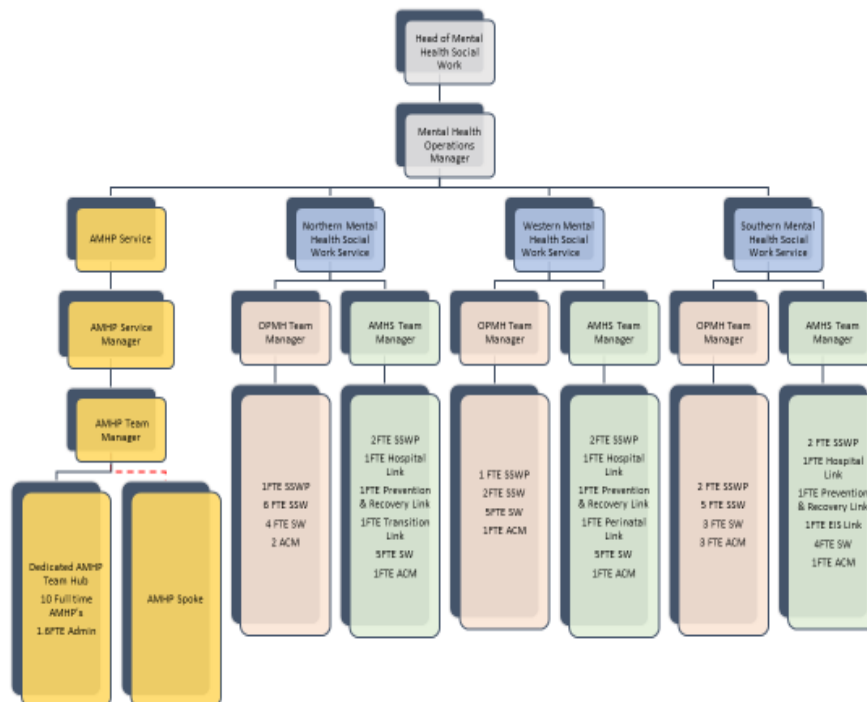 Head of Mental
Health Social
Work
Mental Health
Operations
Manager
AMHP Service
Northern Mental
Health Social
Work Service
Western Mental
Health Social
Work Service
Southern Mental
Health Social
Work Service
AMHP Service
Manager
OPMH Team
Manager
AMHS Team
Manager
OPMH Team
Manager
AMHS Team
Manager
OPMH Team
Manager
AMHS Team
Manager
AMHP Team
Manager
Dedicated AMHP
Team Hub
10 Full time
AMHP's
1.6FTE Admin
AMHP Spoke
1FTE SSWP
6 FTE SSW
4 FTE SW
2 ACM
2FTE SSWP
1FTE Hospital
Link
1FTE Prevention
& Recovery Link
1FTE Transition
Link
5FTE SW
1FTE ACM
1 FTE SSWP
2FTE SSW
5FTE SW
1FTE ACM
2FTE SSWP
1FTE Hospital
Link
1FTE Prevention
& Recovery Link
1FTE Perinatal
Link
5FTE SW
1FTE ACM
2 FTE SSWP
5 FTE SSW
3 FTE SW
3 FTE ACM
2 FTE SSWP
1FTE Hospital
Link
1FTE Prevention
& Recovery Link
1FTE EIS Link
4FTE SW
1FTE ACM